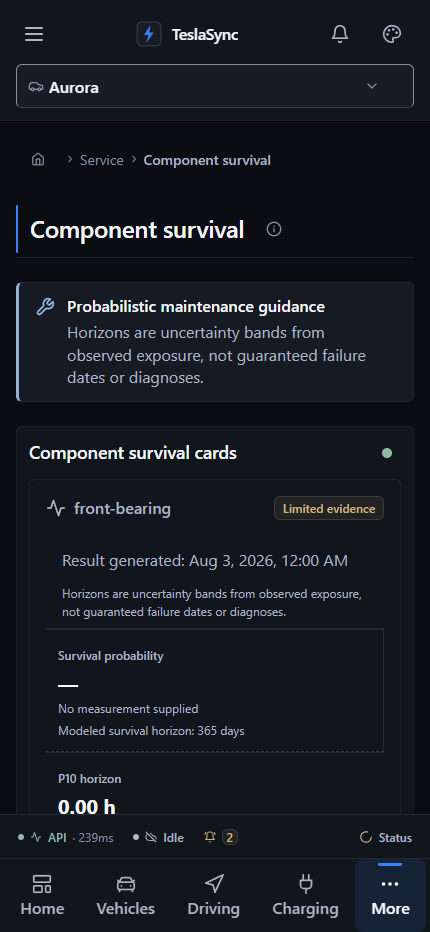 TeslaSync
Aurora
Service
Component survival
Component survival
Probabilistic maintenance guidance
Horizons are uncertainty bands from
observed exposure, not guaranteed failure
dates or diagnoses.
Component survival cards
front-bearing
Limited evidence
Result generated: Aug 3, 2026, 12:00 AM
Horizons are uncertainty bands from observed exposure,
not guaranteed failure dates or diagnoses.
Survival probability
—
No measurement supplied
Modeled survival horizon: 365 days
P10 horizon
0.00 h
API · 239ms
Idle
2
Status
Home
Vehicles
Driving
Charging
More